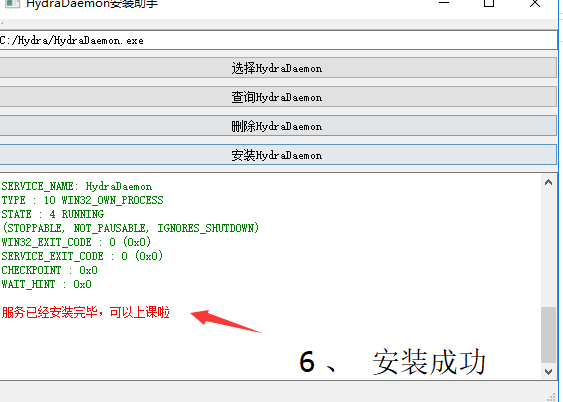 HydraDaemon安装助手
C:/Hydra/HydraDaemon.exe
选择HydraDaemon
查询HydraDaemon
删除HydraDaemon
安装HydraDaemon
SERVICE_NAME: HydraDaemon
TYPE : 10 WIN32_OWN_PROCESS
STATE : 4 RUNNING
(STOPPABLE, NOT_PAUSABLE, IGNORES_SHUTDOWN)
WIN32_EXIT_CODE : 0 (0x0)
SERVICE_EXIT_CODE : 0 (0x0)
CHECKPOINT : 0x0
WAIT_HINT : 0x0
服务已经安装完毕，可以上课啦
6 、 安装成功